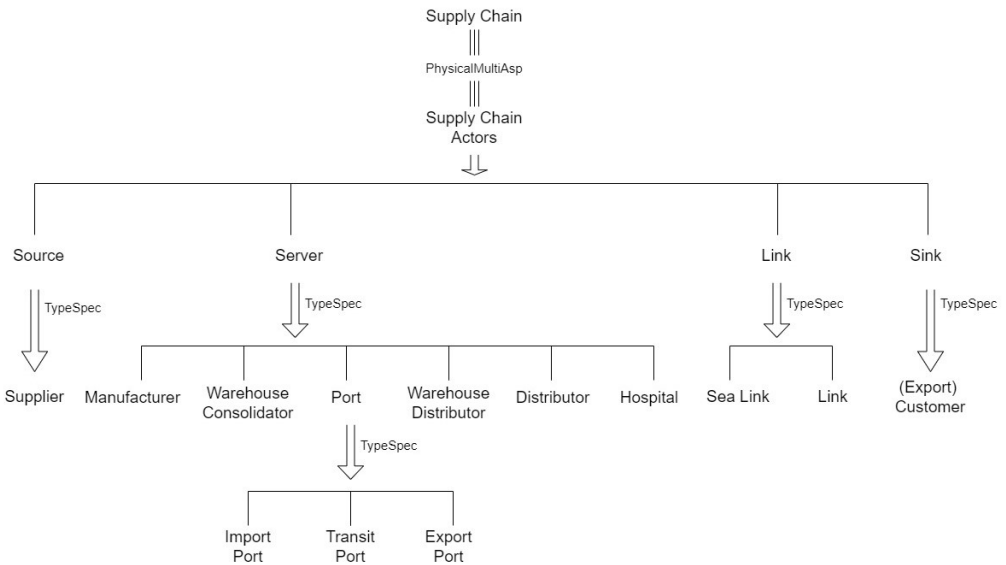 Supply Chain
PhysicalMultiAsp
Supply Chain
Actors
Source
Server
Link
Sink
TypeSpec
TypeSpec
TypeSpec
TypeSpec
Supplier
Manufacturer
Warehouse
Consolidator
Port
Warehouse
Distributor
Distributor
Hospital
Sea Link
Link
(Export)
Customer
TypeSpec
Import
Port
Transit
Port
Export
Port